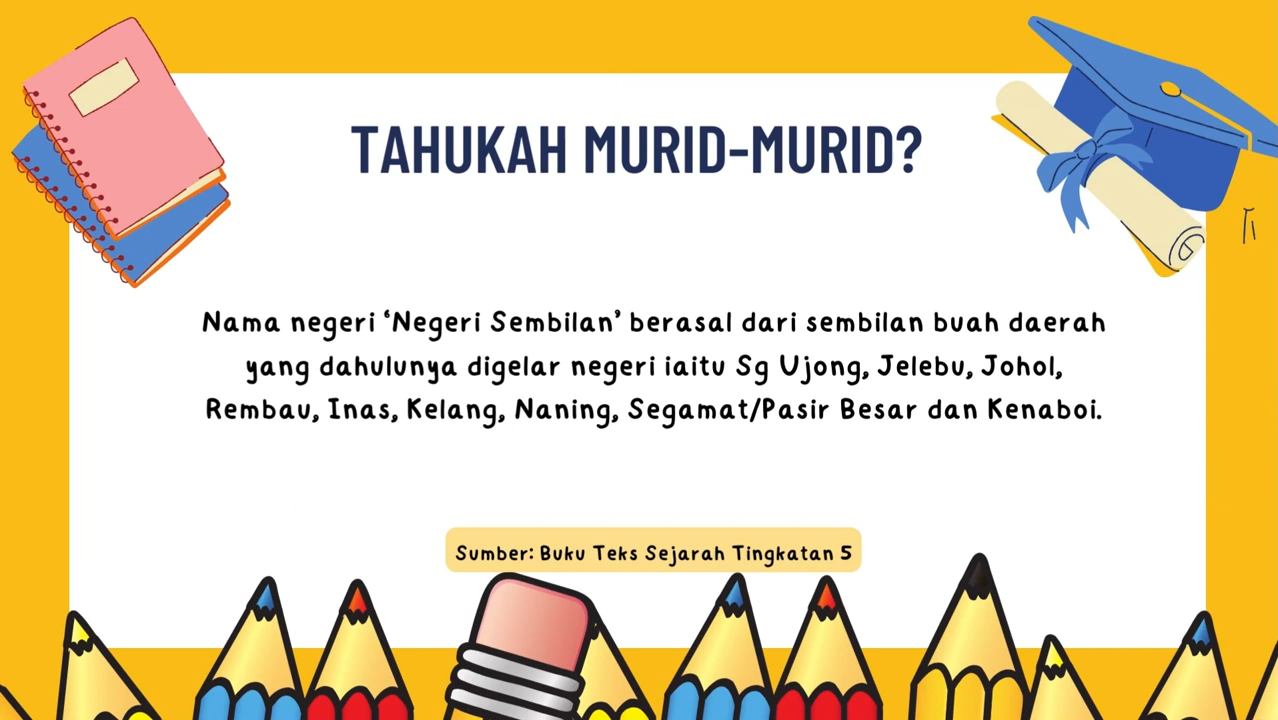 TAHUKAH MURID-MURID?
Nama negeri ‘Negeri Sembilan’ berasal dari sembilan buah daerah
yang dahulunya digelar negeri iaitu Sg Ujong, Jelebu, Johol,
Rembau, Inas, Kelang, Naning, Segamat/Pasir Besar dan Kenaboi.
Sumber: Buku Teks Sejarah Tingkatan 5